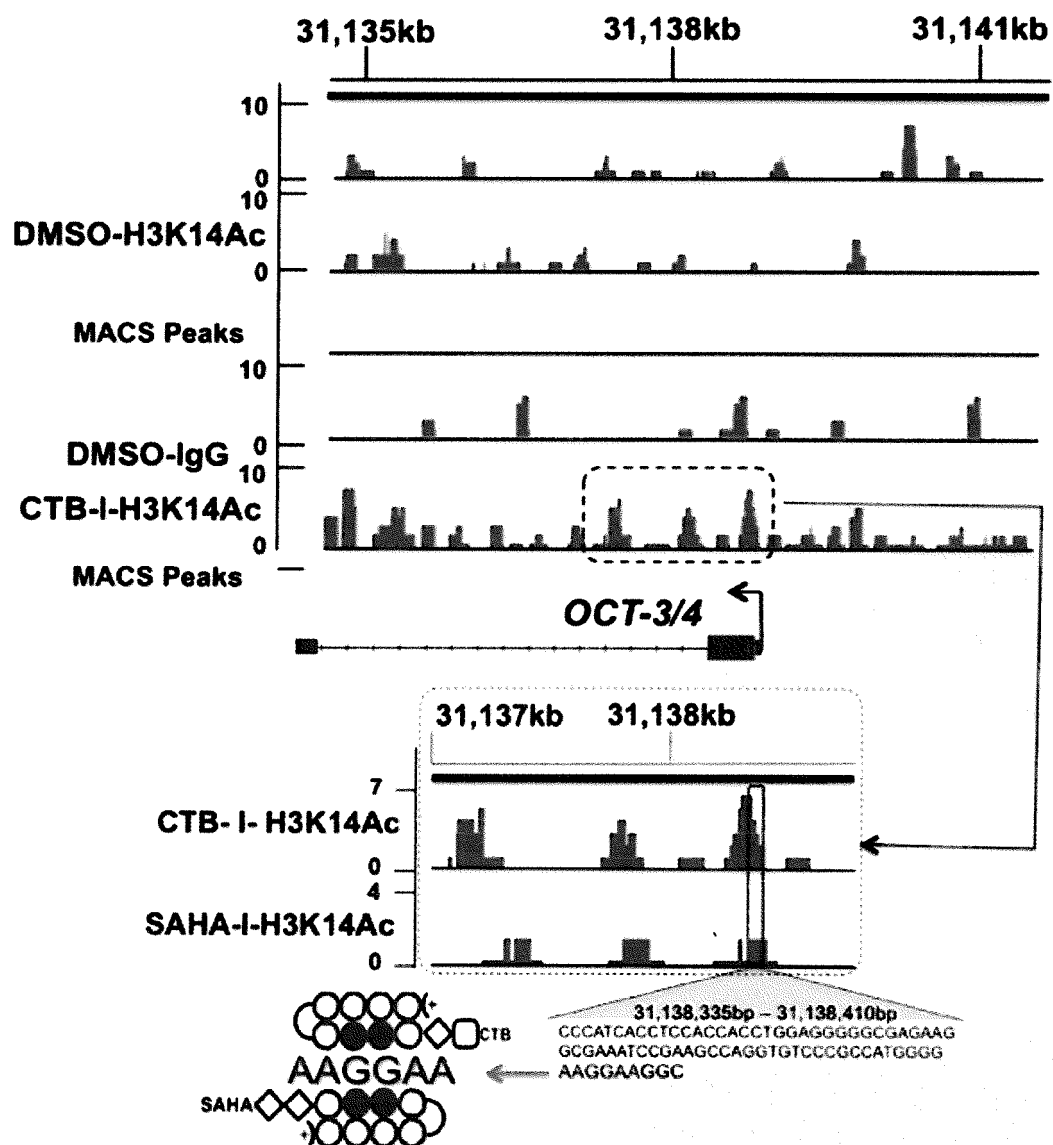 31,135kb 31,138kb 31,141kb
10
0
10
DMSO-H3K14Ac
0
MACS Peaks
10
0
DMSO-IgG
10
CTB-I-H3K14Ac
0
MACS Peaks
OCT-3/4
31,137kb 31,138kb
7
CTB- I- H3K14Ac
0
4
SAHA-I-H3K14Ac
0
31,138,335bp – 31,138,410bp
CCCATCACCTCCACCACCTGGAGGGGGCGAGAAG
GCGAAATCCGAAGCCAGGTGTCCCGCCATGGGG
AAGGAAGGC
CTB
AAGGAA
SAHA
+
+